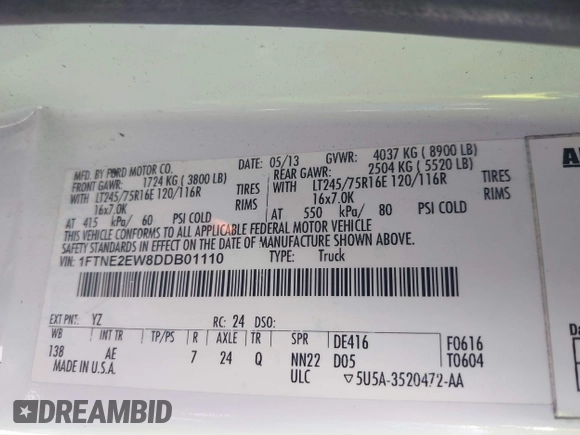 MFD. BY FORD MOTOR CO.
DATE: 05/13 GVWR: 4037 KG ( 8900 LB)
FRONT GAWR: 1724 KG ( 3800 LB) REAR GAWR: 2504 KG ( 5520 LB)
WITH LT245/75R16E 120/116R TIRES WITH LT245/75R16E 120/116R TIRES
16x7.0K RIMS 16x7.0K RIMS
AT 415 kPa/ 60 PSI COLD AT 550 kPa/ 80 PSI COLD
THIS VEHICLE CONFORMS TO ALL APPLICABLE FEDERAL MOTOR VEHICLE
SAFETY STANDARDS IN EFFECT ON THE DATE OF MANUFACTURE SHOWN ABOVE.
VIN: 1FTNE2EW8DDB01110 TYPE: Truck
EXT PNT: YZ RC: 24 DSO:
WB INT TR TP/PS R AXLE TR SPR DE416 F0616
138 AE 7 24 Q NN22 D05 T0604
MADE IN U.S.A. ULC ▽5U5A-3520472-AA
DREAMBID